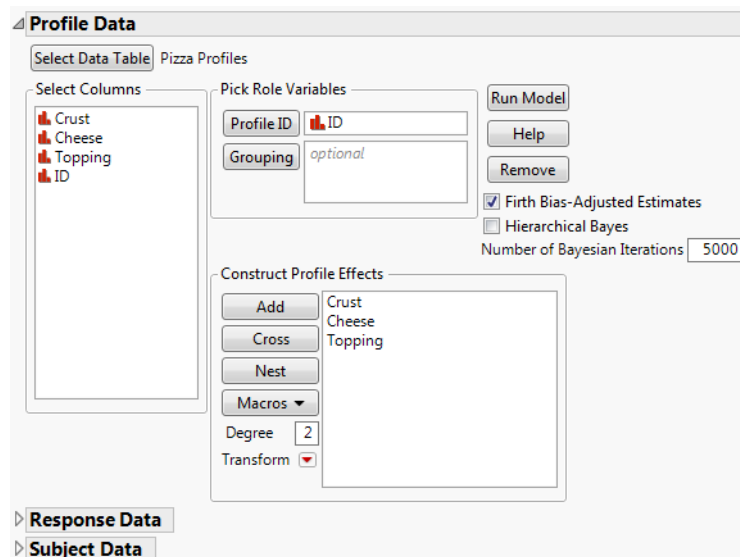 Profile Data
Select Data Table Pizza Profiles
Select Columns
Crust
Cheese
Topping
ID
Pick Role Variables
Profile ID ID
Grouping optional
Run Model
Help
Remove
Firth Bias-Adjusted Estimates
Hierarchical Bayes
Number of Bayesian Iterations 5000
Construct Profile Effects
Add
Cross
Nest
Macros
Degree 2
Transform
Crust
Cheese
Topping
Response Data
Subject Data